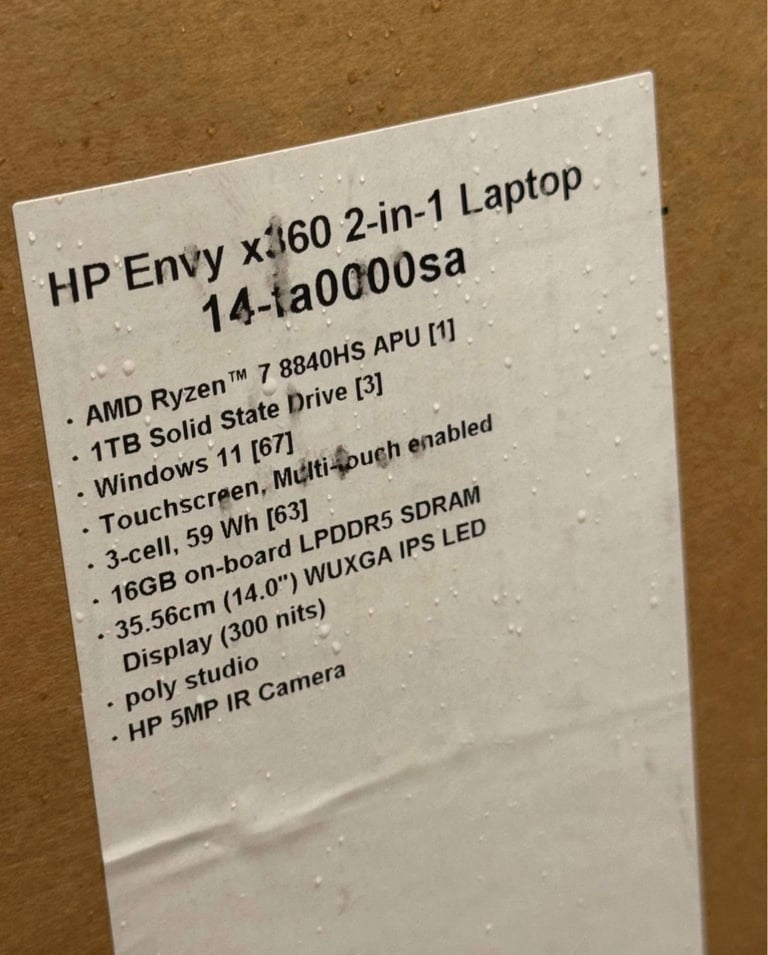 HP Envy x360 2-in-1 Laptop
14-fa0000sa
· AMD Ryzen™ 7 8840HS APU [1]
· 1TB Solid State Drive [3]
· Windows 11 [67]
· Touchscreen, Multi-touch enabled
· 3-cell, 59 Wh [63]
· 16GB on-board LPDDR5 SDRAM
· 35.56cm (14.0") WUXGA IPS LED
Display (300 nits)
· poly studio
· HP 5MP IR Camera